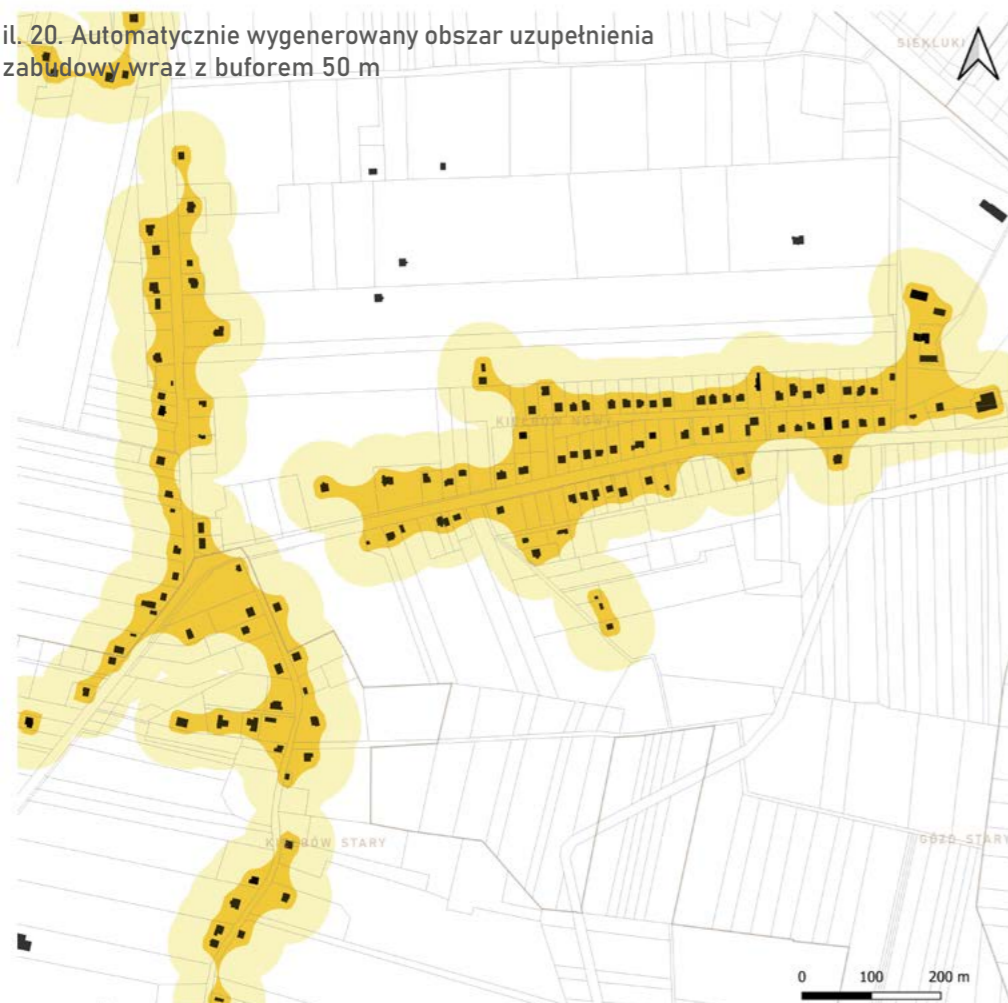 il. 20. Automatycznie wygenerowany obszar uzupełnienia
zabudowy wraz z buforem 50 m
SIEKLUKI
KIEŁBÓW NOWY
KIEŁBÓW STARY
GÓZD STARY
0 100 200 m